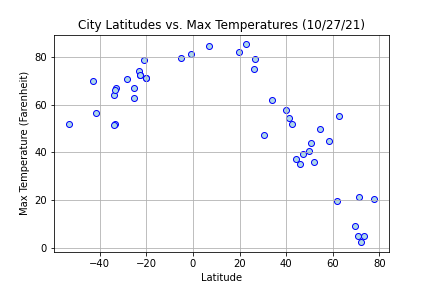 City Latitudes vs. Max Temperatures (10/27/21)
Max Temperature (Farenheit)
80
60
40
20
0
−40 −20 0 20 40 60 80
Latitude